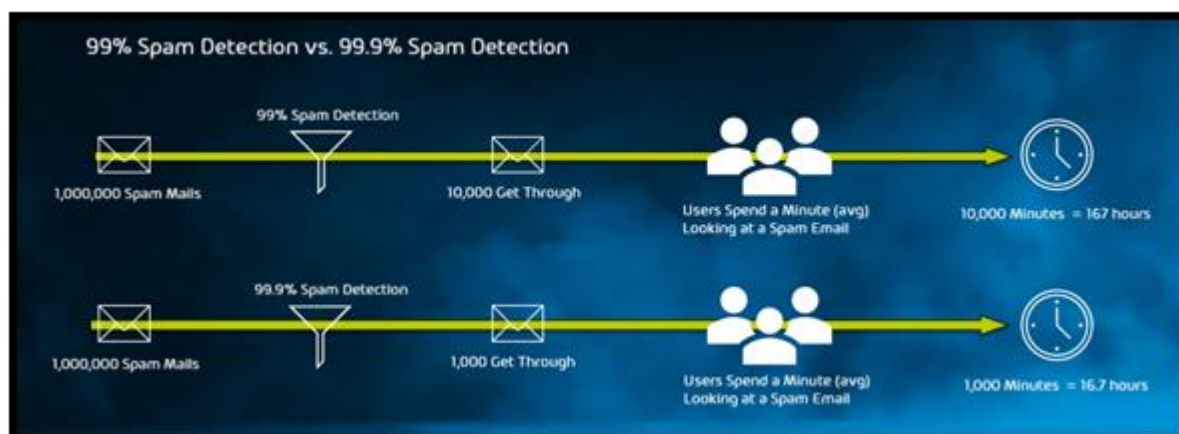 99% Spam Detection vs. 99.9% Spam Detection
99% Spam Detection
1,000,000 Spam Mails
10,000 Get Through
Users Spend a Minute (avg)
Looking at a Spam Email
10,000 Minutes = 167 hours
99.9% Spam Detection
1,000,000 Spam Mails
1,000 Get Through
Users Spend a Minute (avg)
Looking at a Spam Email
1,000 Minutes = 16.7 hours